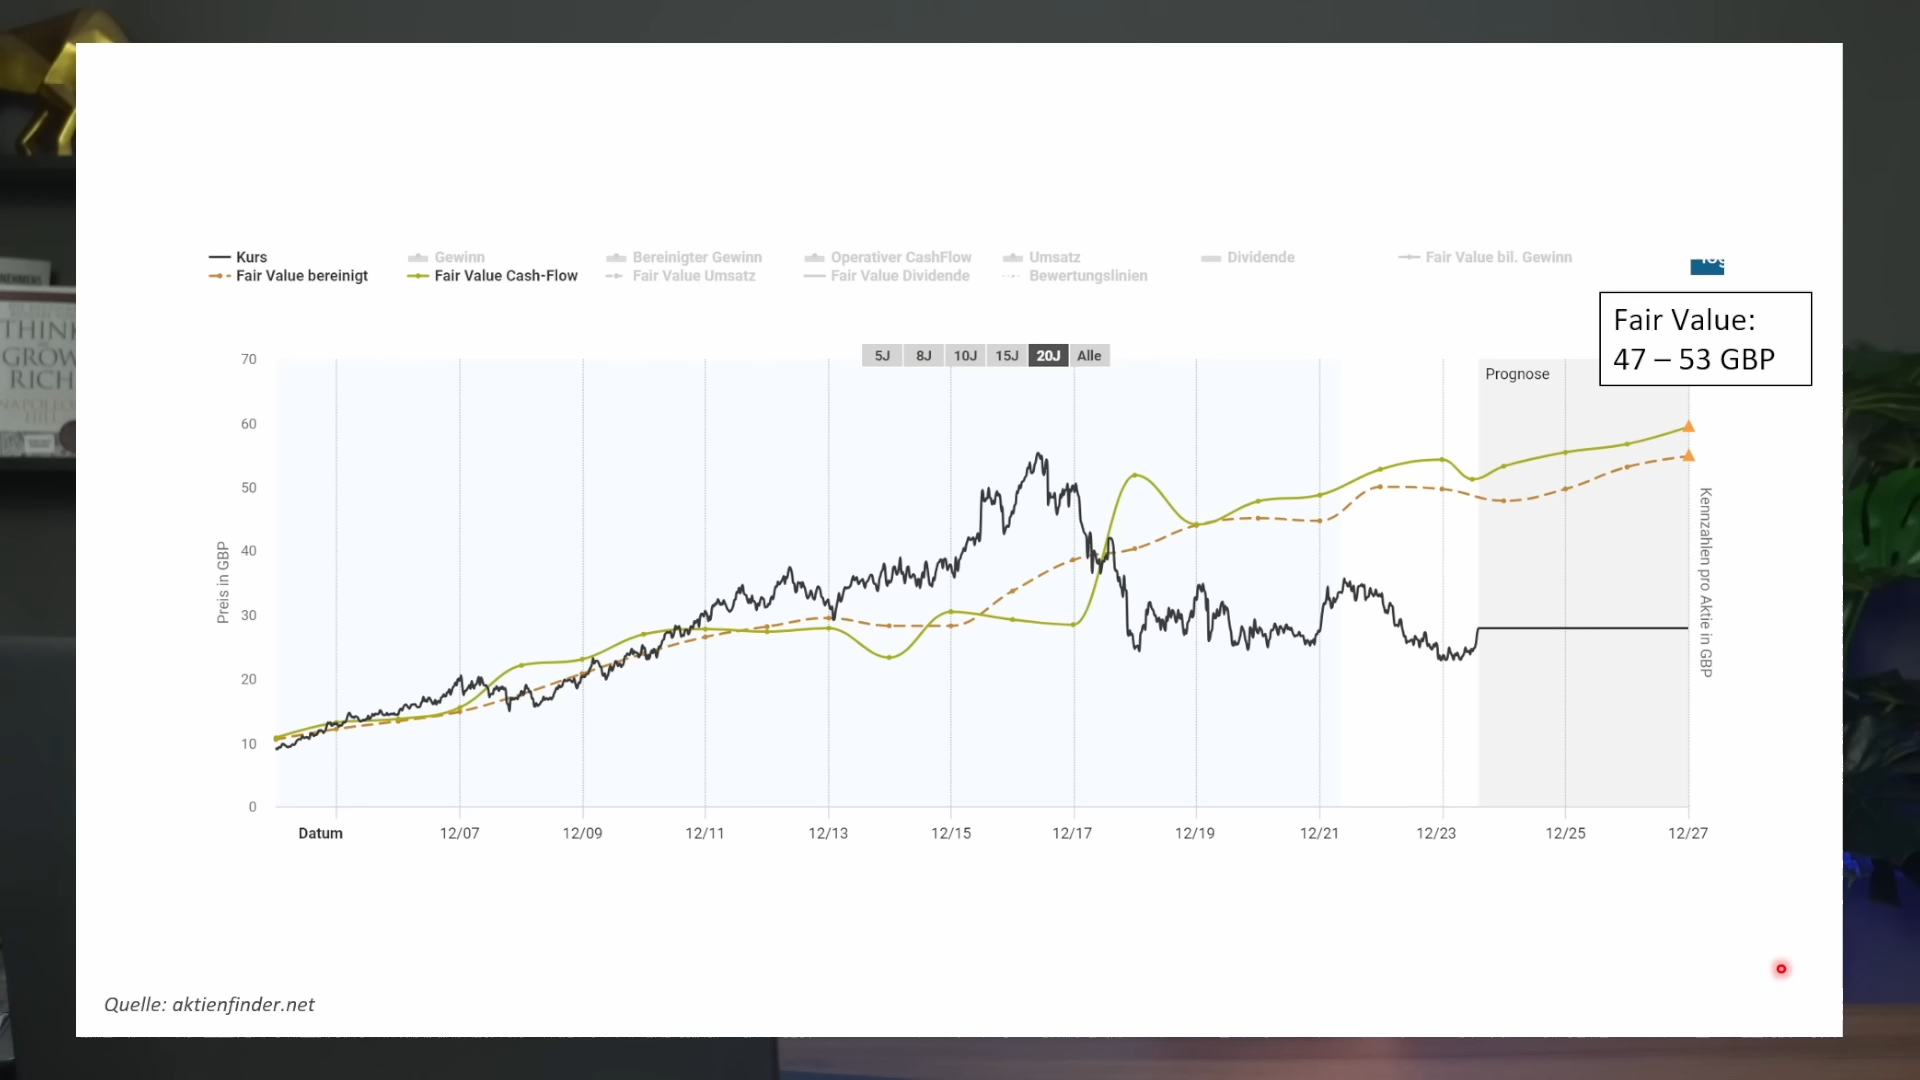 Kurs
Gewinn
Bereinigter Gewinn
Operativer CashFlow
Umsatz
Dividende
Fair Value bil. Gewinn
Fair Value bereinigt
Fair Value Cash-Flow
Fair Value Umsatz
Fair Value Dividende
Bewertungslinien
Fair Value:
47 – 53 GBP
5J 8J 10J 15J 20J Alle
Prognose
70
60
50
40
30
20
10
0
Preis in GBP
Kennzahlen pro Aktie in GBP
Datum 12/07 12/09 12/11 12/13 12/15 12/17 12/19 12/21 12/23 12/25 12/27
Quelle: aktienfinder.net
THINK
GROW
RICH
NAPOLEON
HILL